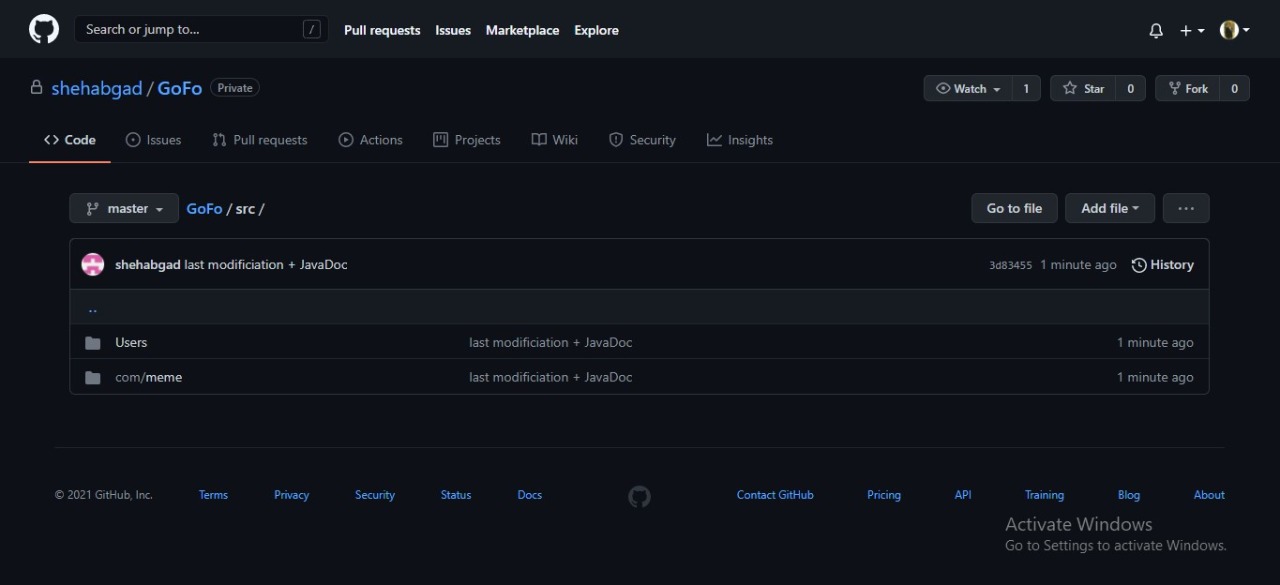 Search or jump to... / Pull requests Issues Marketplace Explore
shehabgad / GoFo Private Watch 1 Star 0 Fork 0
Code Issues Pull requests Actions Projects Wiki Security Insights
master GoFo / src / Go to file Add file ...
shehabgad last modificiation + JavaDoc 3d83455 1 minute ago History
..
Users last modificiation + JavaDoc 1 minute ago
com/meme last modificiation + JavaDoc 1 minute ago
© 2021 GitHub, Inc. Terms Privacy Security Status Docs Contact GitHub Pricing API Training Blog About
Activate Windows
Go to Settings to activate Windows.